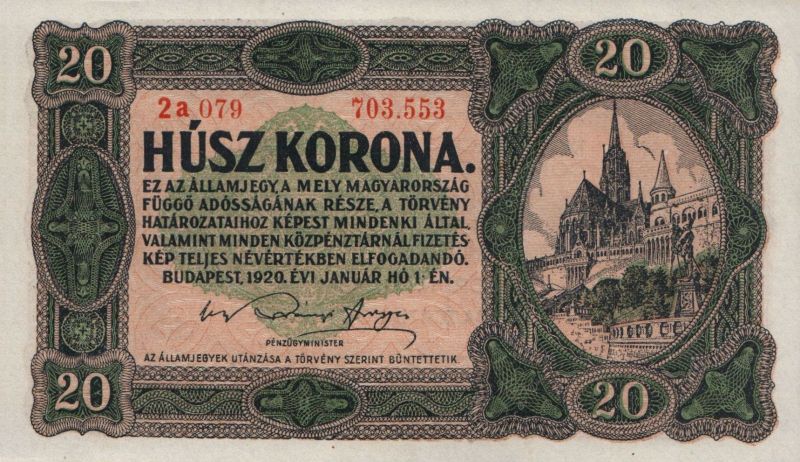 20
20
2a 079 703.553
HÚSZ KORONA.
EZ AZ ÁLLAMJEGY, A MELY MAGYARORSZÁG
FÜGGŐ ADÓSSÁGÁNAK RÉSZE, A TÖRVÉNY
HATÁROZATAIHOZ KÉPEST MINDENKI ÁLTAL,
VALAMINT MINDEN KÖZPÉNZTÁRNÁL FIZETÉS-
KÉP TELJES NÉVÉRTÉKBEN ELFOGADANDÓ.
BUDAPEST, 1920. ÉVI JANUÁR HÓ 1-ÉN.
PÉNZÜGYMINISTER
AZ ÁLLAMJEGYEK UTÁNZÁSA A TÖRVÉNY SZERINT BÜNTETTETIK.
20
20